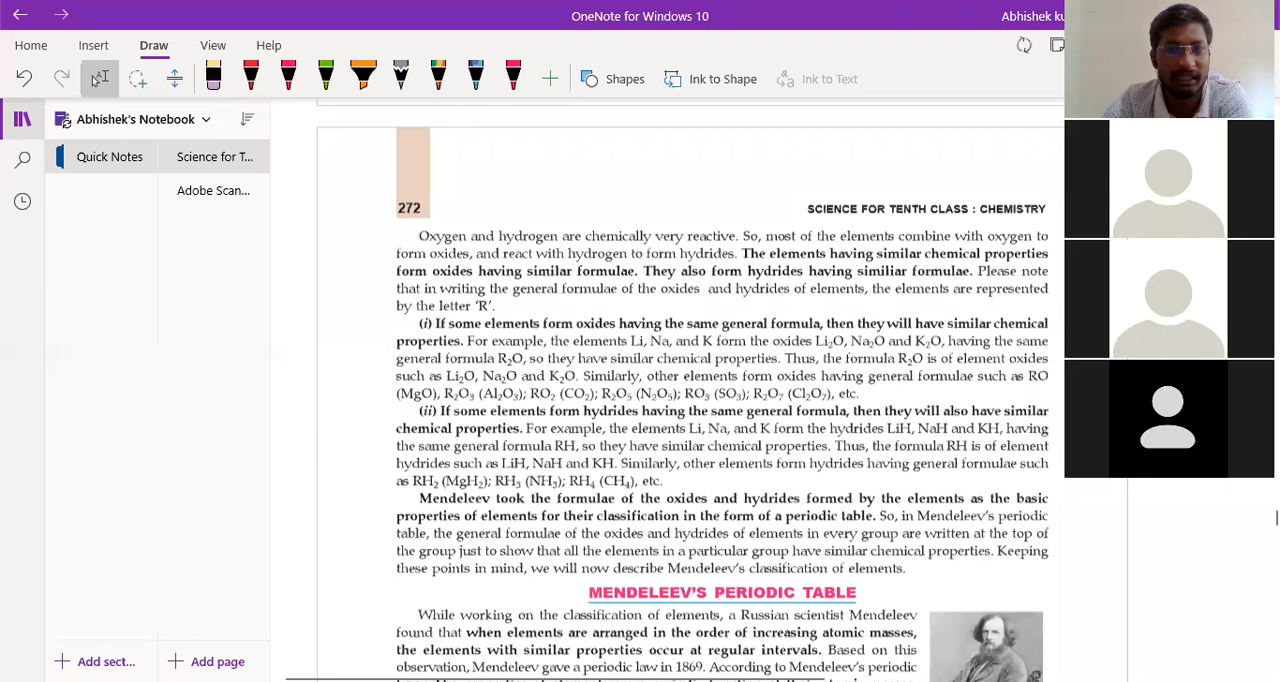 OneNote for Windows 10
Abhishek ku
Home Insert Draw View Help
Shapes Ink to Shape Ink to Text
Abhishek's Notebook
Quick Notes
Science for T...
Adobe Scan...
272
SCIENCE FOR TENTH CLASS : CHEMISTRY
Oxygen and hydrogen are chemically very reactive. So, most of the elements combine with oxygen to
form oxides, and react with hydrogen to form hydrides. The elements having similar chemical properties
form oxides having similar formulae. They also form hydrides having similiar formulae. Please note
that in writing the general formulae of the oxides and hydrides of elements, the elements are represented
by the letter 'R'.
(i) If some elements form oxides having the same general formula, then they will have similar chemical
properties. For example, the elements Li, Na, and K form the oxides Li₂O, Na₂O and K₂O, having the same
general formula R₂O, so they have similar chemical properties. Thus, the formula R₂O is of element oxides
such as Li₂O, Na₂O and K₂O. Similarly, other elements form oxides having general formulae such as RO
(MgO), R₂O₃ (Al₂O₃); RO₂ (CO₂); R₂O₅ (N₂O₅); RO₃ (SO₃); R₂O₇ (Cl₂O₇), etc.
(ii) If some elements form hydrides having the same general formula, then they will also have similar
chemical properties. For example, the elements Li, Na, and K form the hydrides LiH, NaH and KH, having
the same general formula RH, so they have similar chemical properties. Thus, the formula RH is of element
hydrides such as LiH, NaH and KH. Similarly, other elements form hydrides having general formulae such
as RH₂ (MgH₂); RH₃ (NH₃); RH₄ (CH₄), etc.
Mendeleev took the formulae of the oxides and hydrides formed by the elements as the basic
properties of elements for their classification in the form of a periodic table. So, in Mendeleev's periodic
table, the general formulae of the oxides and hydrides of elements in every group are written at the top of
the group just to show that all the elements in a particular group have similar chemical properties. Keeping
these points in mind, we will now describe Mendeleev's classification of elements.
MENDELEEV'S PERIODIC TABLE
While working on the classification of elements, a Russian scientist Mendeleev
found that when elements are arranged in the order of increasing atomic masses,
the elements with similar properties occur at regular intervals. Based on this
observation, Mendeleev gave a periodic law in 1869. According to Mendeleev's periodic
Add sect... Add page